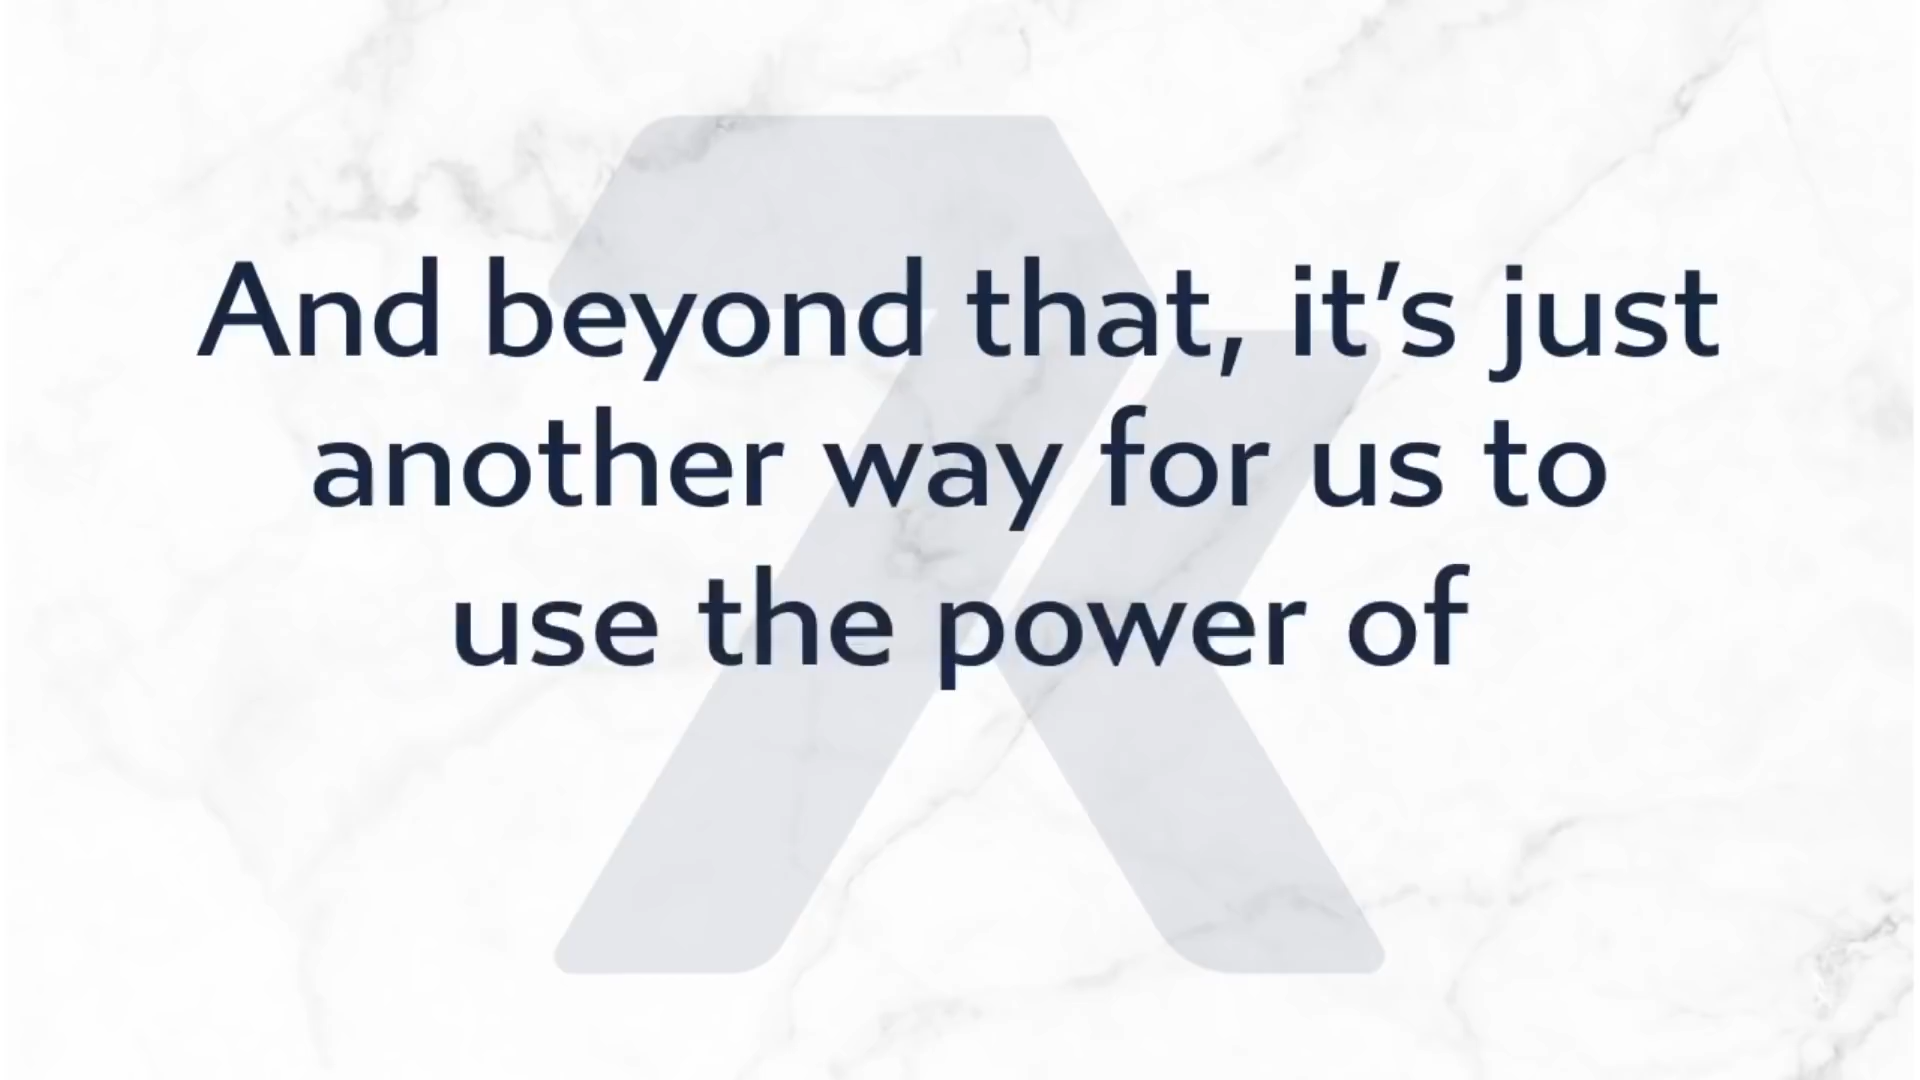 And beyond that, it’s just
another way for us to
use the power of